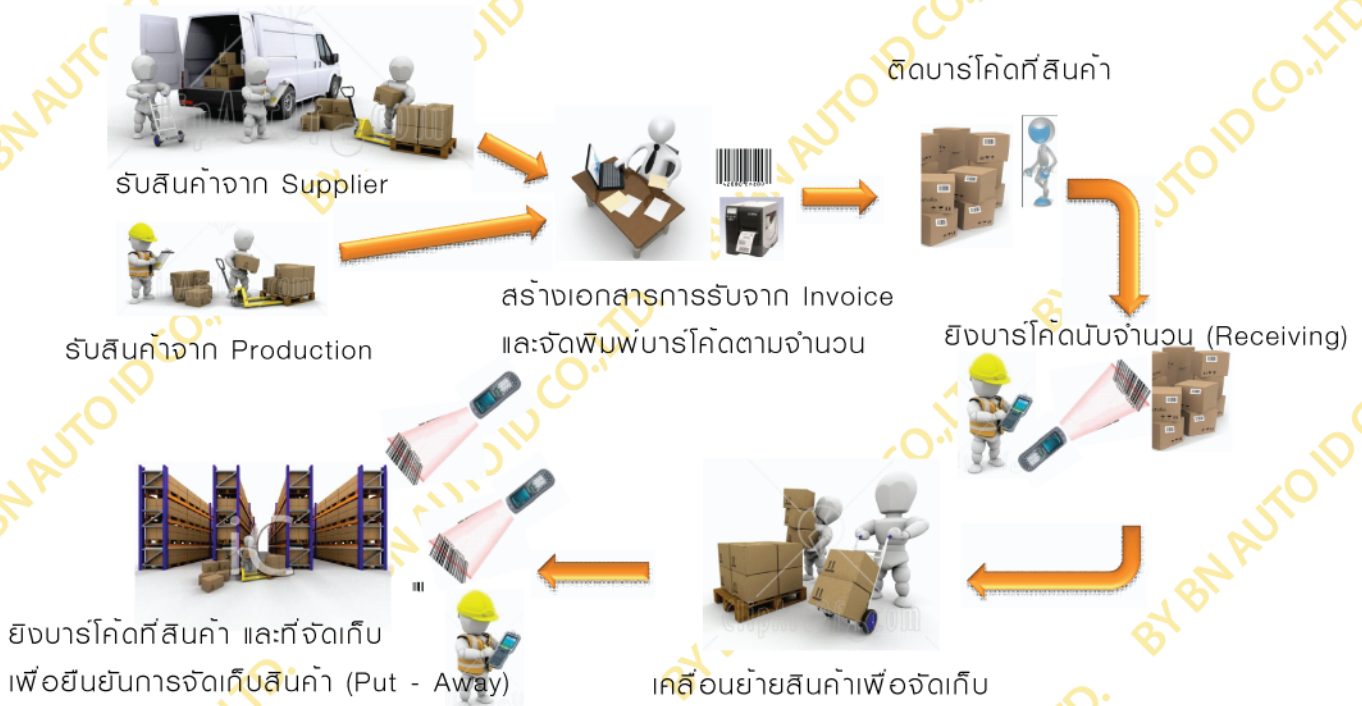 ติดบาร์โค้ดที่สินค้า
รับสินค้าจาก Supplier
สร้างเอกสารการรับจาก Invoice
และจัดพิมพ์บาร์โค้ดตามจำนวน
รับสินค้าจาก Production
ยิงบาร์โค้ดนับจำนวน (Receiving)
ยิงบาร์โค้ดที่สินค้า และที่จัดเก็บ
เพื่อยืนยันการจัดเก็บสินค้า (Put - Away)
เคลื่อนย้ายสินค้าเพื่อจัดเก็บ
BY BN AUTO ID CO.,LTD.